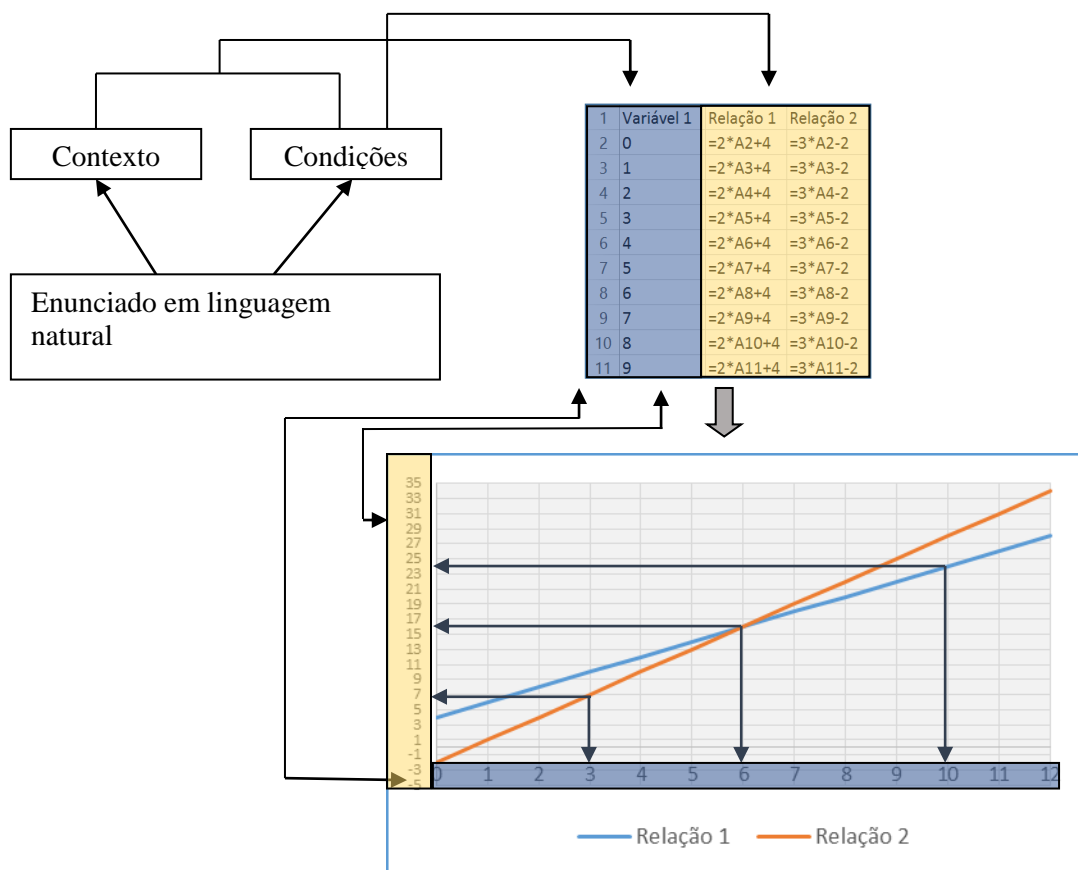 Contexto
Condições
Enunciado em linguagem
natural
1 Variável 1 Relação 1 Relação 2
2 0 =2*A2+4 =3*A2-2
3 1 =2*A3+4 =3*A3-2
4 2 =2*A4+4 =3*A4-2
5 3 =2*A5+4 =3*A5-2
6 4 =2*A6+4 =3*A6-2
7 5 =2*A7+4 =3*A7-2
8 6 =2*A8+4 =3*A8-2
9 7 =2*A9+4 =3*A9-2
10 8 =2*A10+4 =3*A10-2
11 9 =2*A11+4 =3*A11-2
35
33
31
29
27
25
23
21
19
17
15
13
11
9
7
5
3
1
-1
-3
-5
0 1 2 3 4 5 6 7 8 9 10 11 12
Relação 1 Relação 2